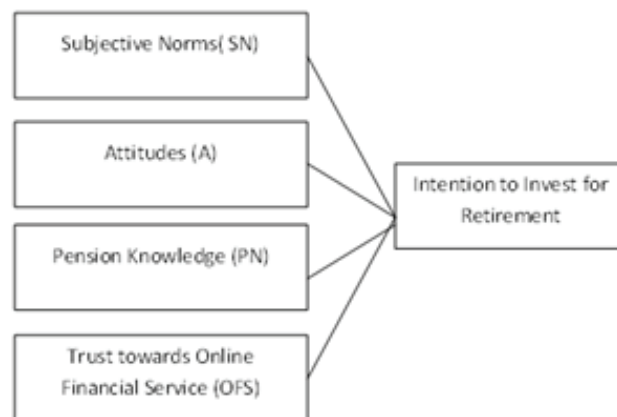 Subjective Norms( SN)
Attitudes (A)
Pension Knowledge (PN)
Trust towards Online
Financial Service (OFS)
Intention to Invest for
Retirement